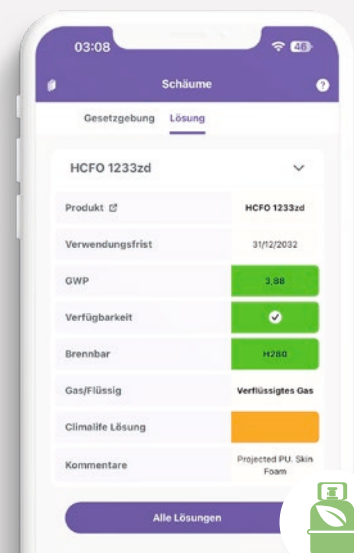 03:08
46
Schäume
?
Gesetzgebung Lösung
HCFO 1233zd
Produkt HCFO 1233zd
Verwendungsfrist 31/12/2032
GWP 3,88
Verfügbarkeit
Brennbar H280
Gas/Flüssig Verflüssigtes Gas
Climalife Lösung
Kommentare Projected PU. Skin
Foam
Alle Lösungen